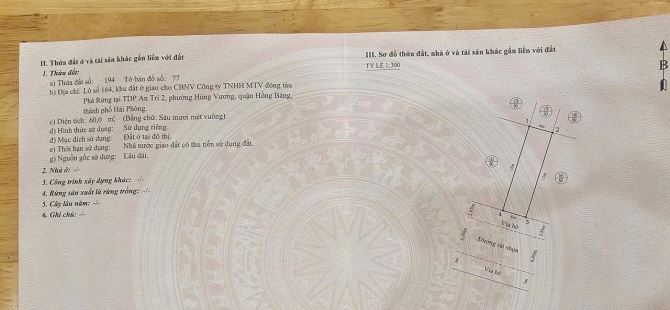 II. Thửa đất ở và tài sản khác gắn liền với đất
1. Thửa đất:
a) Thửa đất số: 194 Tờ bản đồ số: 77
b) Địa chỉ: Lô số 164, khu đất ở giao cho CBNV Công ty TNHH MTV đóng tàu
Phà Rừng tại TDP An Trì 2, phường Hùng Vương, quận Hồng Bàng,
thành phố Hải Phòng.
c) Diện tích: 60,0 m² (Bằng chữ: Sáu mươi mét vuông)
d) Hình thức sử dụng: Sử dụng riêng.
đ) Mục đích sử dụng: Đất ở tại đô thị.
e) Thời hạn sử dụng: Nhà nước giao đất có thu tiền sử dụng đất.
g) Nguồn gốc sử dụng: Lâu dài.
2. Nhà ở: -/-
3. Công trình xây dựng khác: -/-
4. Rừng sản xuất là rừng trồng: -/-
5. Cây lâu năm: -/-
6. Ghi chú: -/-
III. Sơ đồ thửa đất, nhà ở và tài sản khác gắn liền với đất
TỶ LỆ 1:300
B
1
2
4
3
Vỉa hè
Đường rải nhựa
Vỉa hè